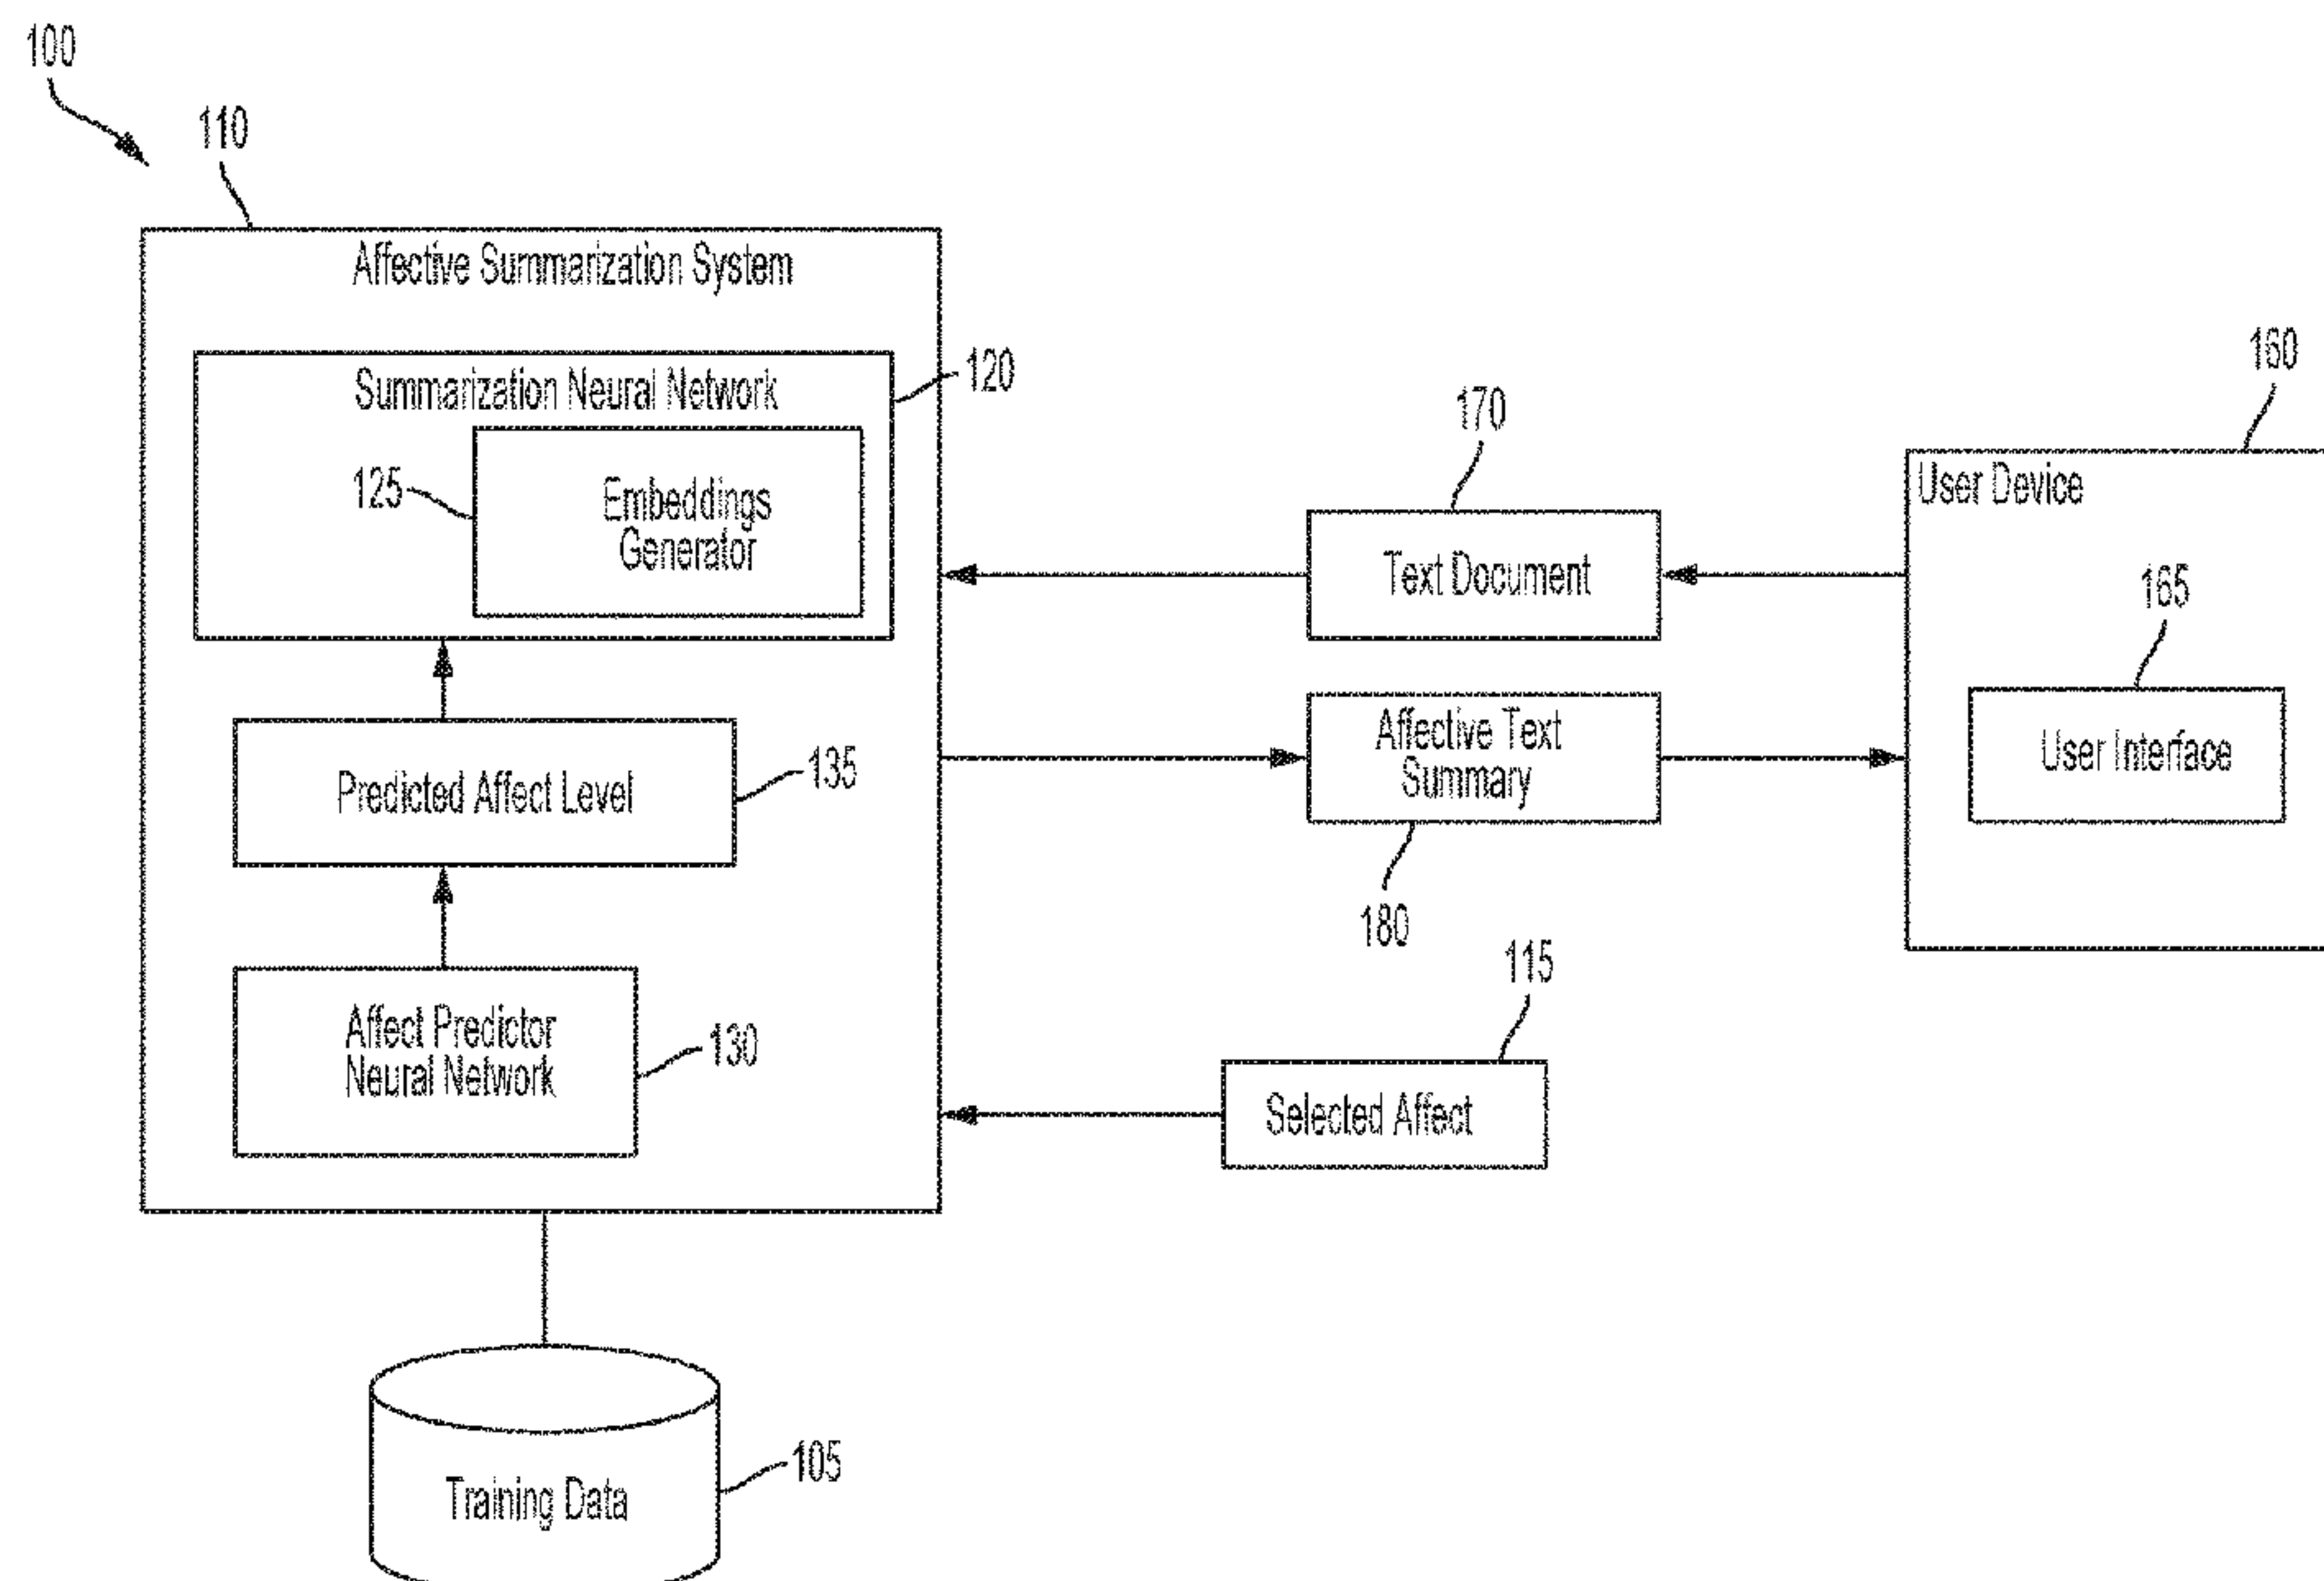 100
110
Affective Summarization System
Summarization Neural Network
120
125
Embeddings
Generator
Predicted Affect Level
135
Affect Predictor
Neural Network
130
Training Data
105
170
Text Document
Affective Text
Summary
180
115
Selected Affect
160
User Device
165
User Interface